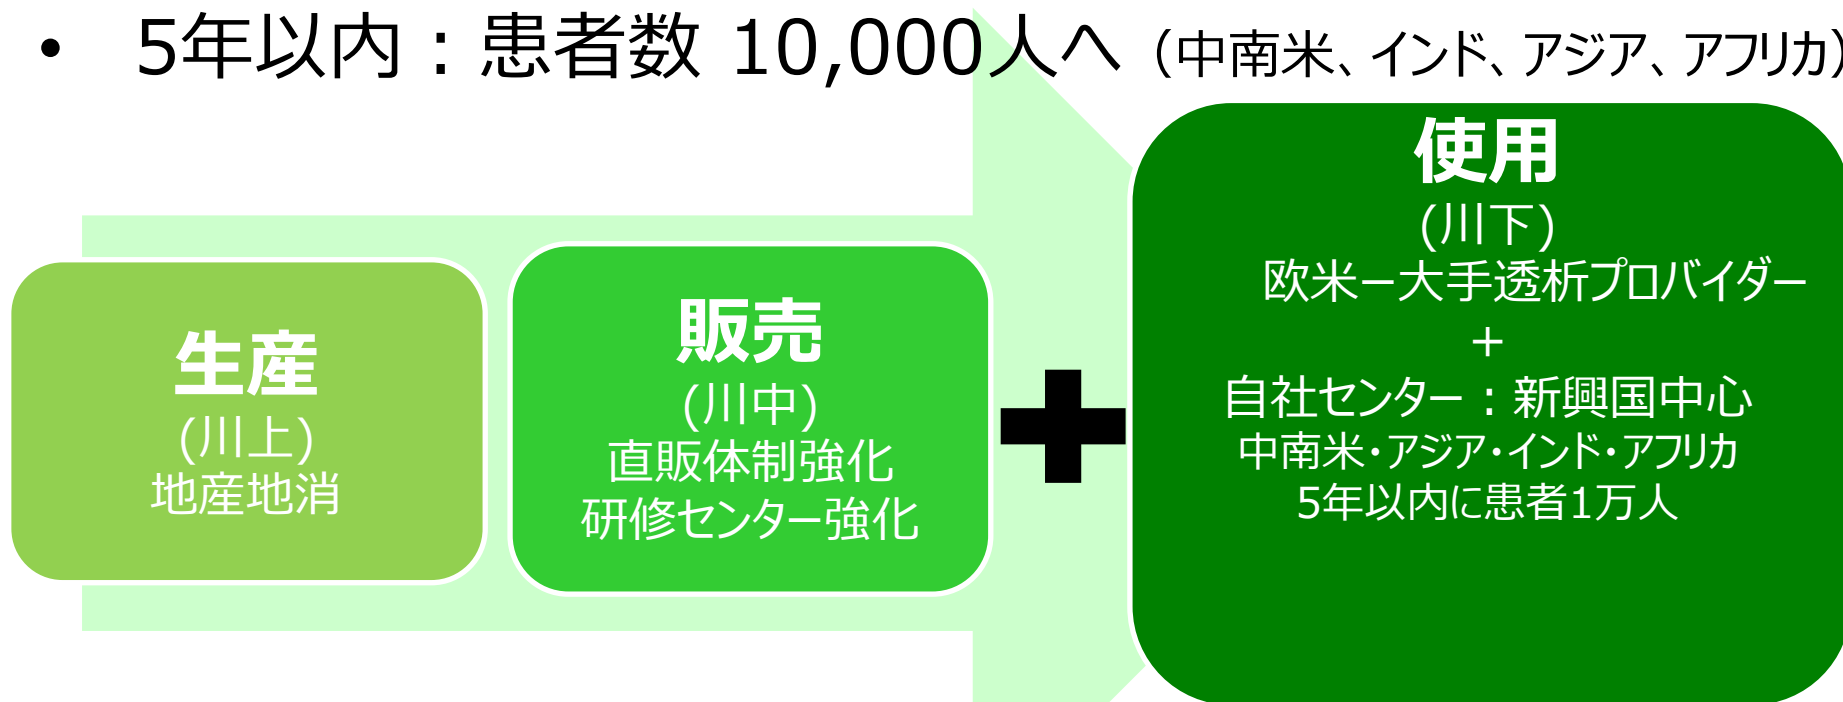 • 5年以内：患者数 10,000人へ（中南米、インド、アジア、アフリカ）
生産
(川上)
地産地消
販売
(川中)
直販体制強化
研修センター強化
使用
(川下)
欧米ー大手透析プロバイダー
+
自社センター：新興国中心
中南米・アジア・インド・アフリカ
5年以内に患者1万人